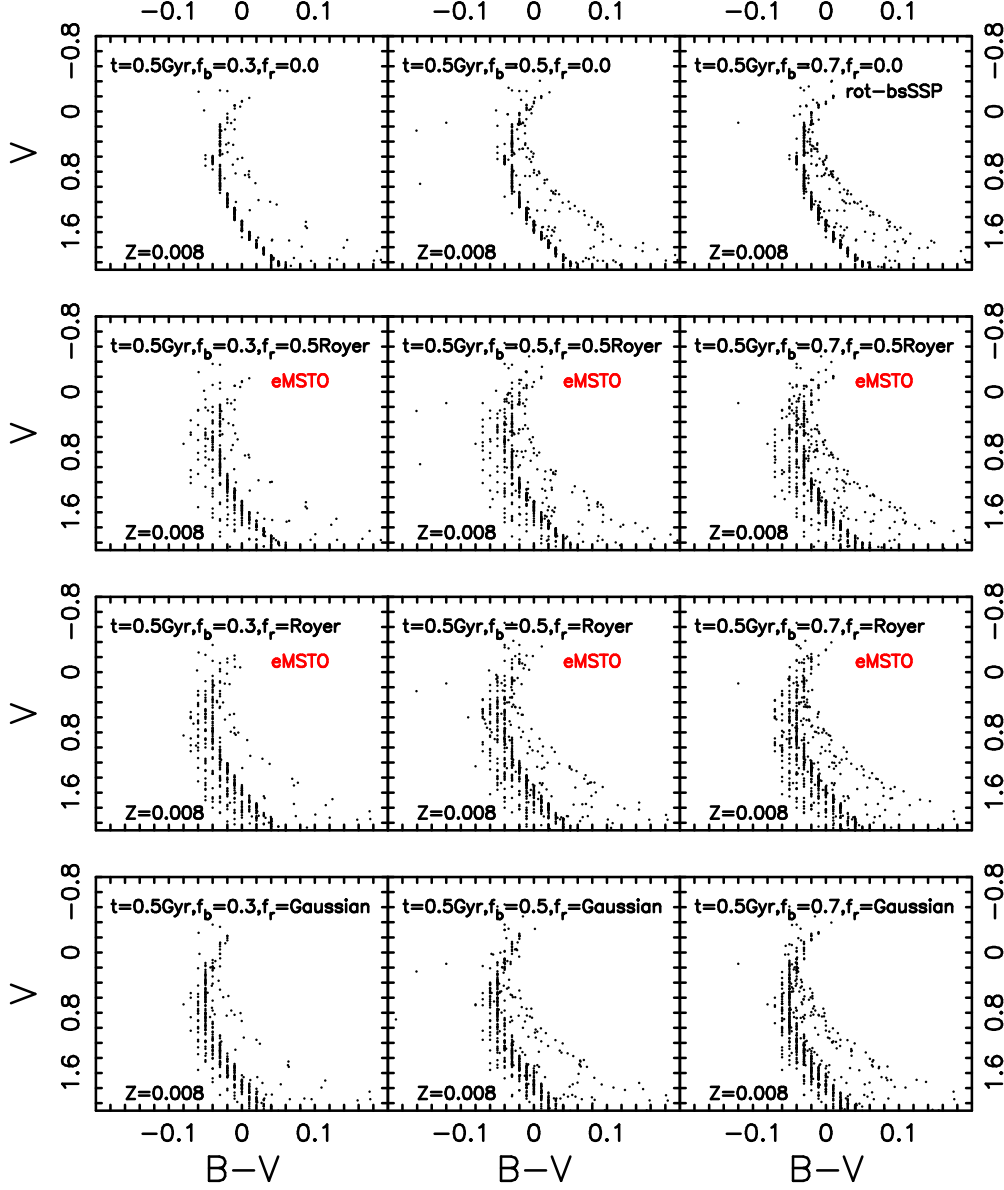 −0.1 0 0.1 −0.1 0 0.1 −0.1 0 0.1
V −0.8 0 0.8 1.6
t=0.5Gyr,f_b=0.3,f_r=0.0
Z=0.008
t=0.5Gyr,f_b=0.5,f_r=0.0
Z=0.008
t=0.5Gyr,f_b=0.7,f_r=0.0
rot−bsSSP
Z=0.008
−0.8 0 0.8 1.6
V −0.8 0 0.8 1.6
t=0.5Gyr,f_b=0.3,f_r=0.5Royer
eMSTO
Z=0.008
t=0.5Gyr,f_b=0.5,f_r=0.5Royer
eMSTO
Z=0.008
t=0.5Gyr,f_b=0.7,f_r=0.5Royer
eMSTO
Z=0.008
−0.8 0 0.8 1.6
V −0.8 0 0.8 1.6
t=0.5Gyr,f_b=0.3,f_r=Royer
eMSTO
Z=0.008
t=0.5Gyr,f_b=0.5,f_r=Royer
eMSTO
Z=0.008
t=0.5Gyr,f_b=0.7,f_r=Royer
eMSTO
Z=0.008
−0.8 0 0.8 1.6
V −0.8 0 0.8 1.6
t=0.5Gyr,f_b=0.3,f_r=Gaussian
Z=0.008
t=0.5Gyr,f_b=0.5,f_r=Gaussian
Z=0.008
t=0.5Gyr,f_b=0.7,f_r=Gaussian
Z=0.008
−0.8 0 0.8 1.6
−0.1 0 0.1 −0.1 0 0.1 −0.1 0 0.1
B−V B−V B−V